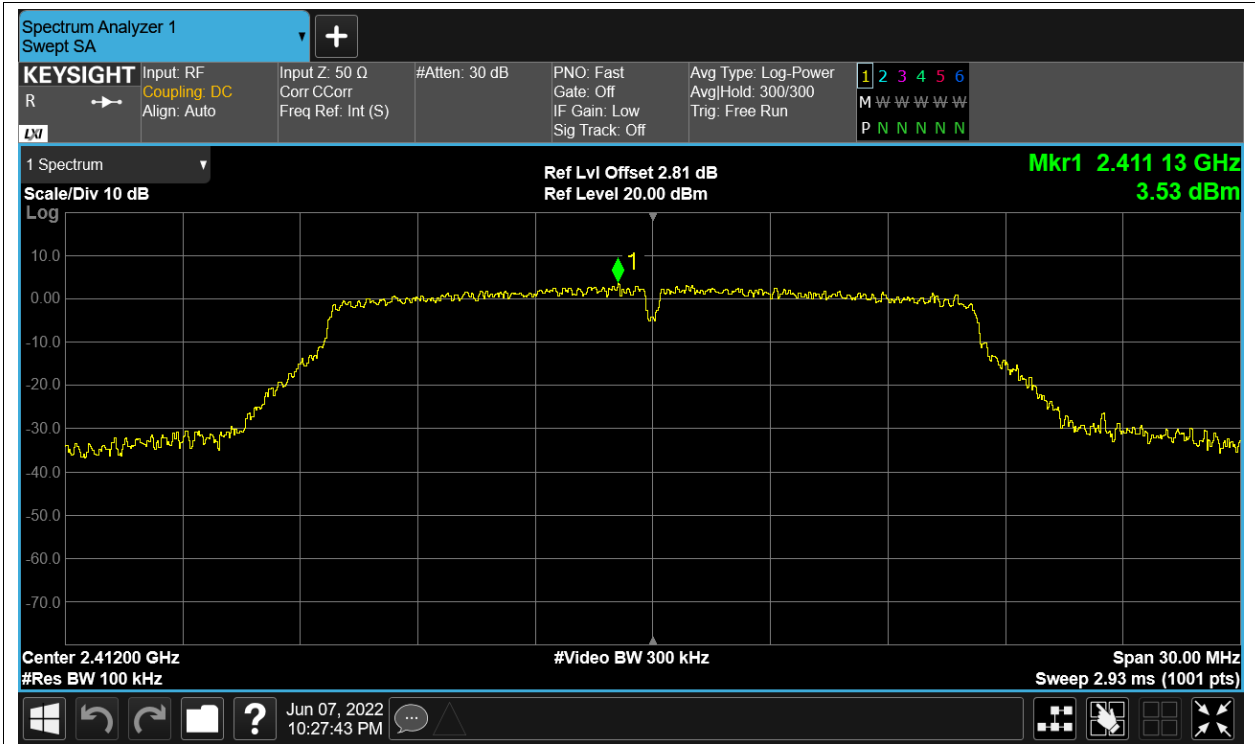 Spectrum Analyzer 1
Swept SA
KEYSIGHT
R
LXI
Input: RF
Coupling: DC
Align: Auto
Input Z: 50 Ω
Corr CCorr
Freq Ref: Int (S)
#Atten: 30 dB
PNO: Fast
Gate: Off
IF Gain: Low
Sig Track: Off
Avg Type: Log-Power
Avg|Hold: 300/300
Trig: Free Run
1 2 3 4 5 6
M W W W W W
P N N N N N
1 Spectrum
Scale/Div 10 dB
Log
Ref Lvl Offset 2.81 dB
Ref Level 20.00 dBm
Mkr1 2.411 13 GHz
3.53 dBm
1
10.0
0.00
-10.0
-20.0
-30.0
-40.0
-50.0
-60.0
-70.0
Center 2.41200 GHz
#Res BW 100 kHz
#Video BW 300 kHz
Span 30.00 MHz
Sweep 2.93 ms (1001 pts)
?
Jun 07, 2022
10:27:43 PM